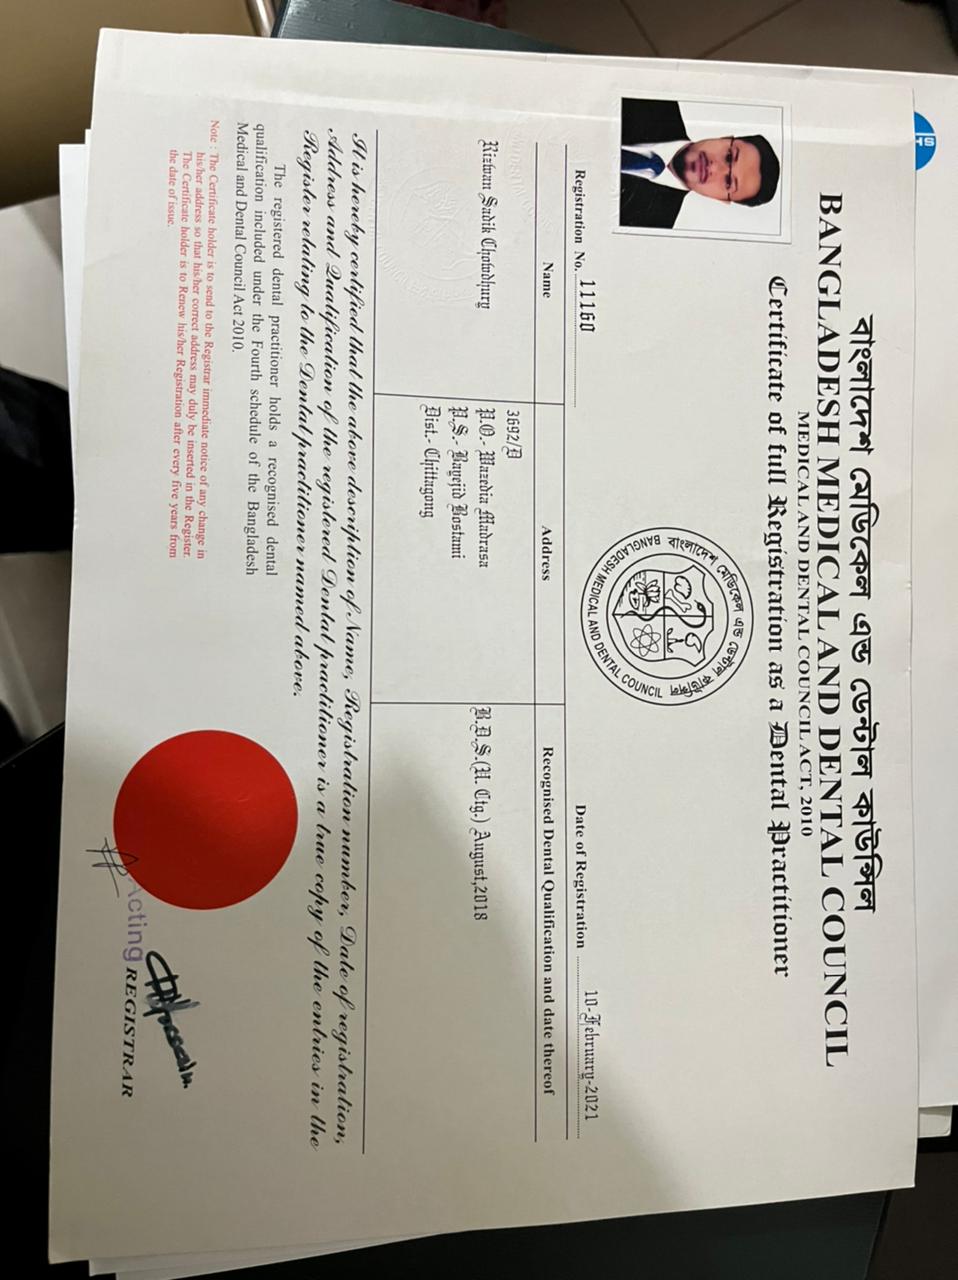 বাংলাদেশ মেডিকেল এন্ড ডেন্টাল কাউন্সিল
BANGLADESH MEDICAL AND DENTAL COUNCIL
MEDICAL AND DENTAL COUNCIL ACT, 2010
Certificate of full Registration as a Dental Practitioner
বাংলাদেশ মেডিকেল এন্ড ডেন্টাল কাউন্সিল
BANGLADESH MEDICAL AND DENTAL COUNCIL
Registration No. 11160
Date of Registration 10-February-2021
Name Address Recognised Dental Qualification and date thereof
Rizwan Sadik Chowdhury
3692/D
P.O.- Wazedia Madrasa
P.S.- Bayejid Bostami
Dist.- Chittagong
B.D.S.(U. Ctg.) August,2018
It is hereby certified that the above description of Name, Registration number, Date of registration,
Address and Qualification of the registered Dental practitioner is a true copy of the entries in the
Register relating to the Dental practitioner named above.
The registered dental practitioner holds a recognised dental
qualification included under the Fourth schedule of the Bangladesh
Medical and Dental Council Act 2010.
Note : The Certificate holder is to send to the Registrar immediate notice of any change in
his/her address so that his/her correct address may duly be inserted in the Register.
The Certificate holder is to Renew his/her Registration after every five years from
the date of issue.
Acting REGISTRAR